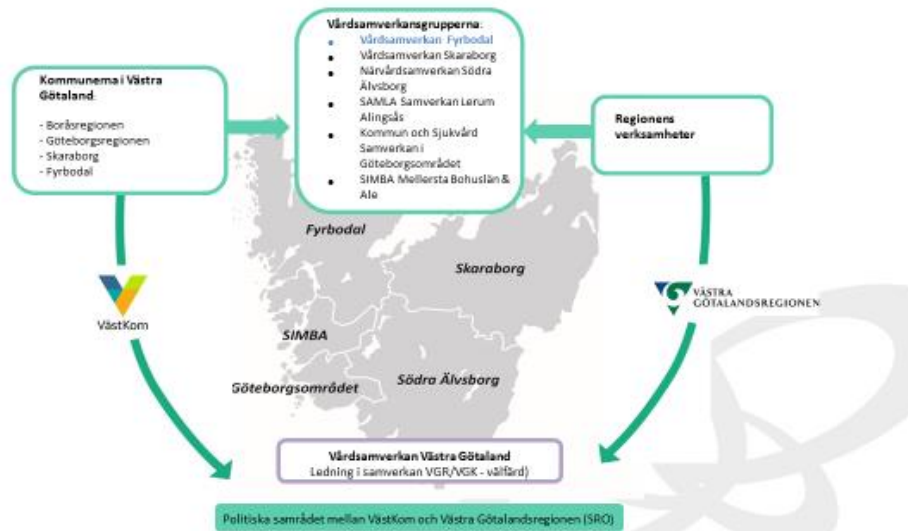 Vårdsamverkansgrupperna:
• Vårdsamverkan Fyrbodal
• Vårdsamverkan Skaraborg
• Närvårdsamverkan Södra
Älvsborg
• SAMLA Samverkan Lerum
Alingsås
• Kommun och Sjukvård
Samverkan i
Göteborgsområdet
• SIMBA Mellersta Bohuslän &
Ale
Kommunerna i Västra
Götaland:
- Boråsregionen
- Göteborgsregionen
- Skaraborg
- Fyrbodal
Regionens
verksamheter
Fyrbodal
Skaraborg
SIMBA
Göteborgsområdet
Södra Älvsborg
VästKom
VÄSTRA
GÖTALANDSREGIONEN
Vårdsamverkan Västra Götaland
Ledning i samverkan VGR/VGK - välfärd)
Politiska samrådet mellan VästKom och Västra Götalandsregionen (SRO)